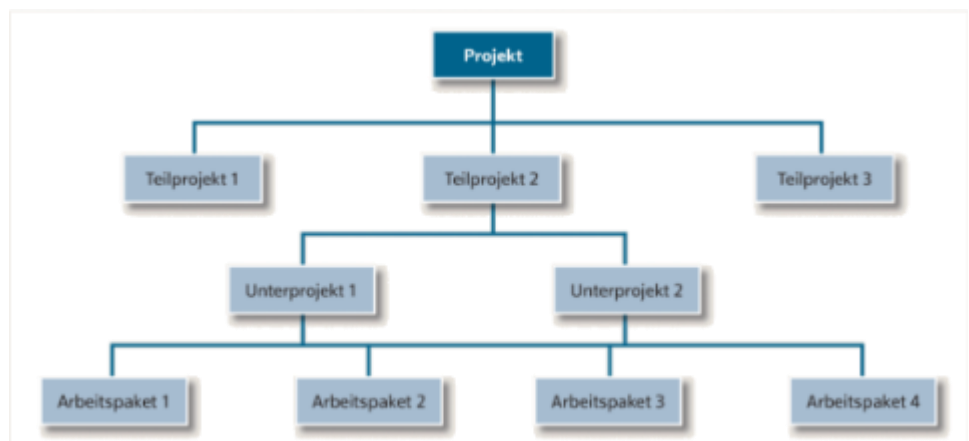 Projekt
Teilprojekt 1
Teilprojekt 2
Teilprojekt 3
Unterprojekt 1
Unterprojekt 2
Arbeitspaket 1
Arbeitspaket 2
Arbeitspaket 3
Arbeitspaket 4